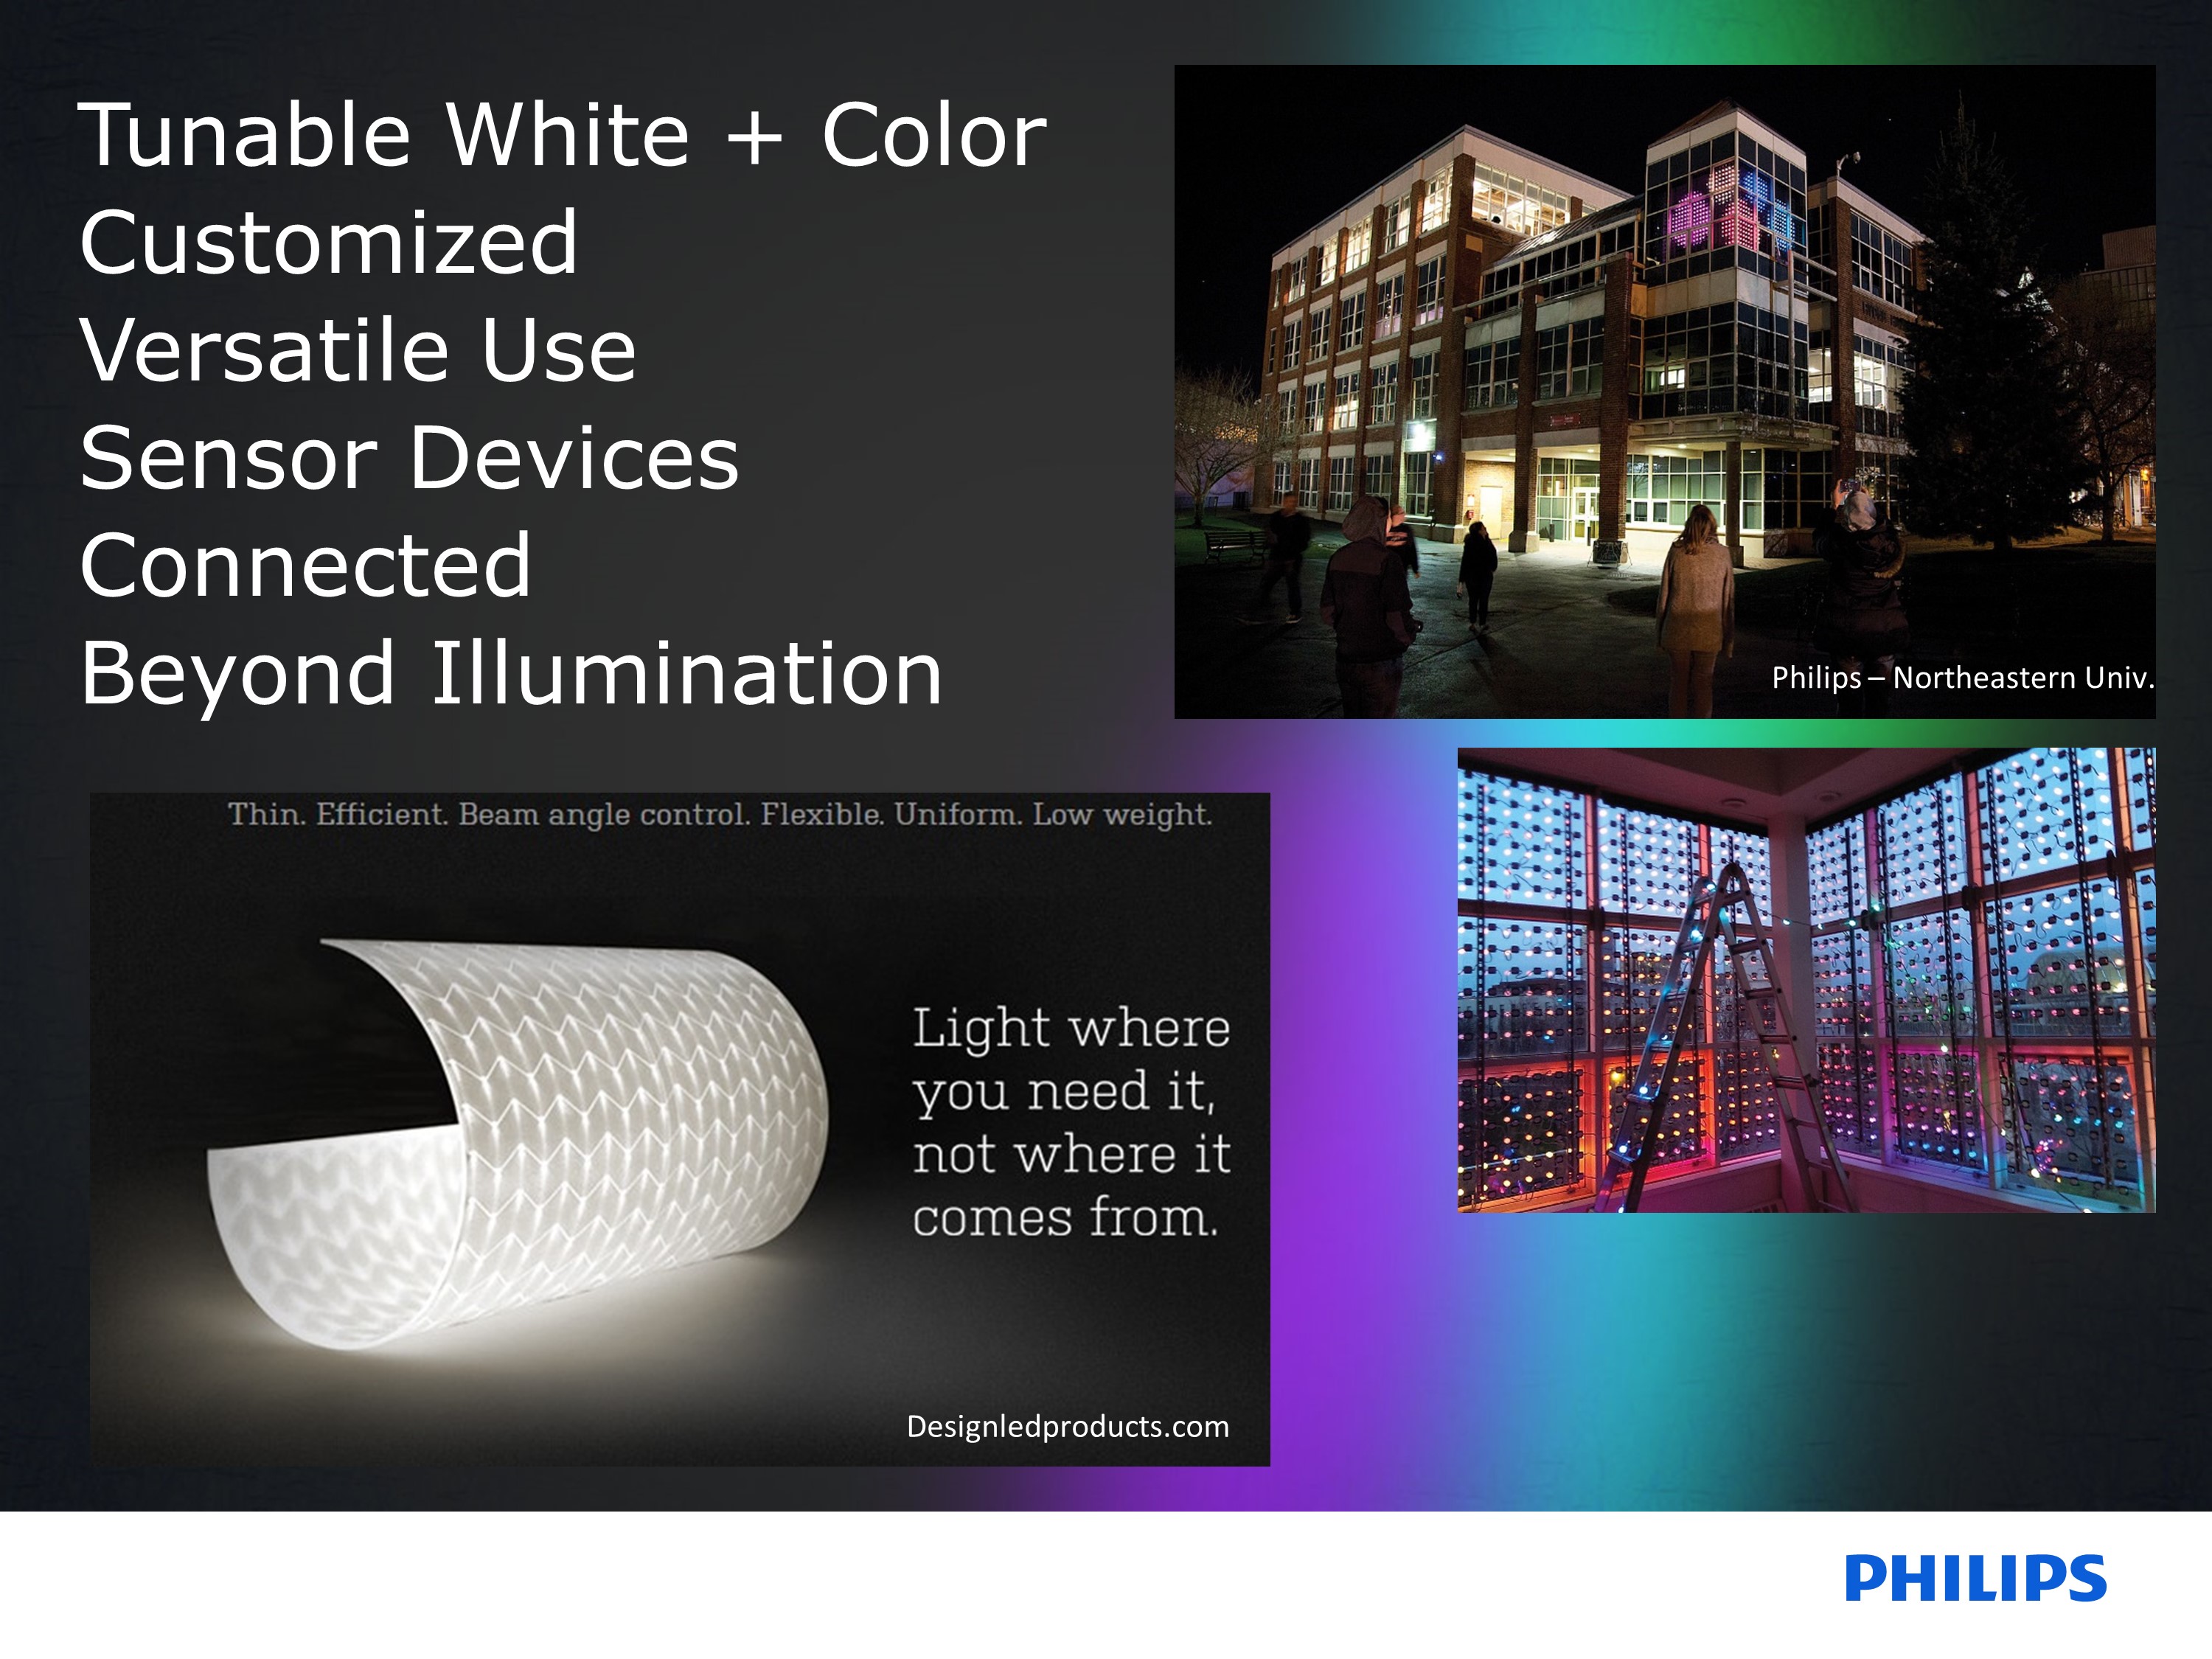 Tunable White + Color
Customized
Versatile Use
Sensor Devices
Connected
Beyond Illumination
Philips – Northeastern Univ.
Thin. Efficient. Beam angle control. Flexible. Uniform. Low weight.
Light where
you need it,
not where it
comes from.
Designledproducts.com
PHILIPS